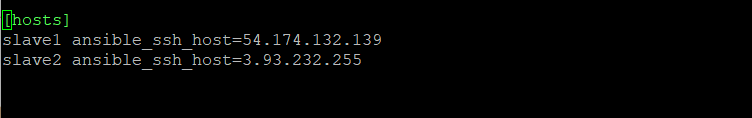 [hosts]
slave1 ansible_ssh_host=54.174.132.139
slave2 ansible_ssh_host=3.93.232.255